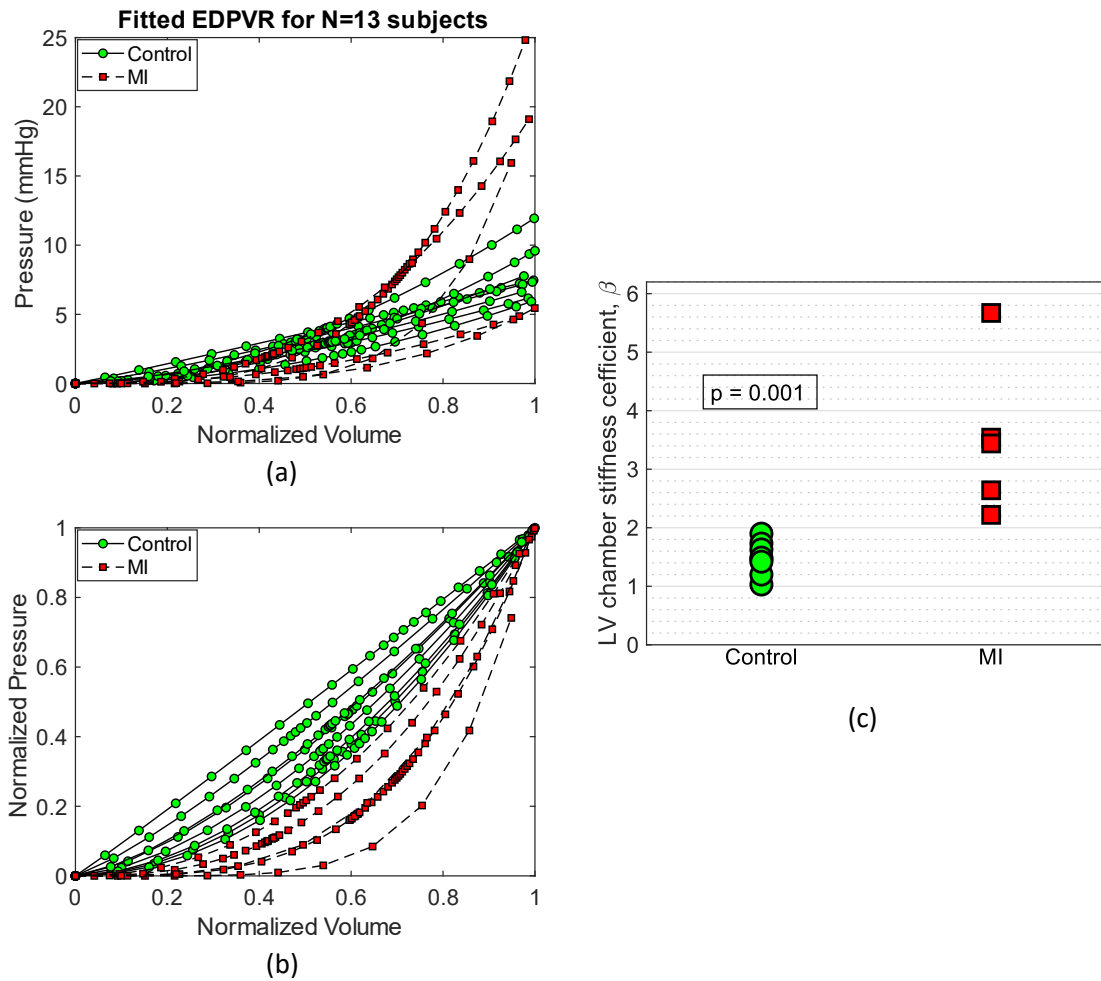 Fitted EDPVR for N=13 subjects
Control
MI
25
20
15
10
5
0
Pressure (mmHg)
0 0.2 0.4 0.6 0.8 1
Normalized Volume
(a)
Control
MI
1
0.8
0.6
0.4
0.2
0
Normalized Pressure
0 0.2 0.4 0.6 0.8 1
Normalized Volume
(b)
LV chamber stiffness cefficient, β
6
5
4
3
2
1
0
p = 0.001
Control MI
(c)